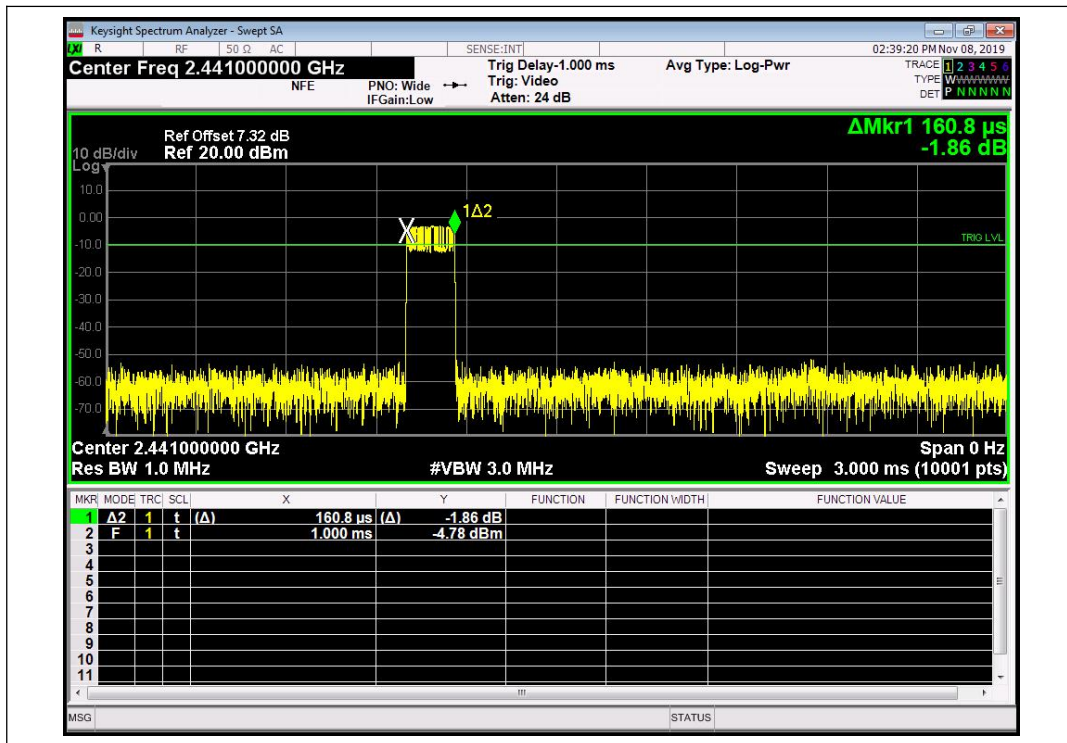 Keysight Spectrum Analyzer - Swept SA
LXI R RF 50 Ω AC SENSE:INT 02:39:20 PM Nov 08, 2019
Center Freq 2.441000000 GHz Trig Delay-1.000 ms Avg Type: Log-Pwr TRACE 1 2 3 4 5 6
NFE PNO: Wide Trig: Video TYPE WWWWWW
IFGain:Low Atten: 24 dB DET P N N N N N
ΔMkr1 160.8 µs
-1.86 dB
Ref Offset 7.32 dB
10 dB/div Ref 20.00 dBm
Log
10.0
0.00
-10.0
-20.0
-30.0
-40.0
-50.0
-60.0
-70.0
1Δ2
TRIG LVL
Center 2.441000000 GHz Span 0 Hz
Res BW 1.0 MHz #VBW 3.0 MHz Sweep 3.000 ms (10001 pts)
MKR MODE TRC SCL X Y FUNCTION FUNCTION WIDTH FUNCTION VALUE
1 Δ2 1 t (Δ) 160.8 µs (Δ) -1.86 dB
2 F 1 t 1.000 ms -4.78 dBm
3
4
5
6
7
8
9
10
11
MSG STATUS